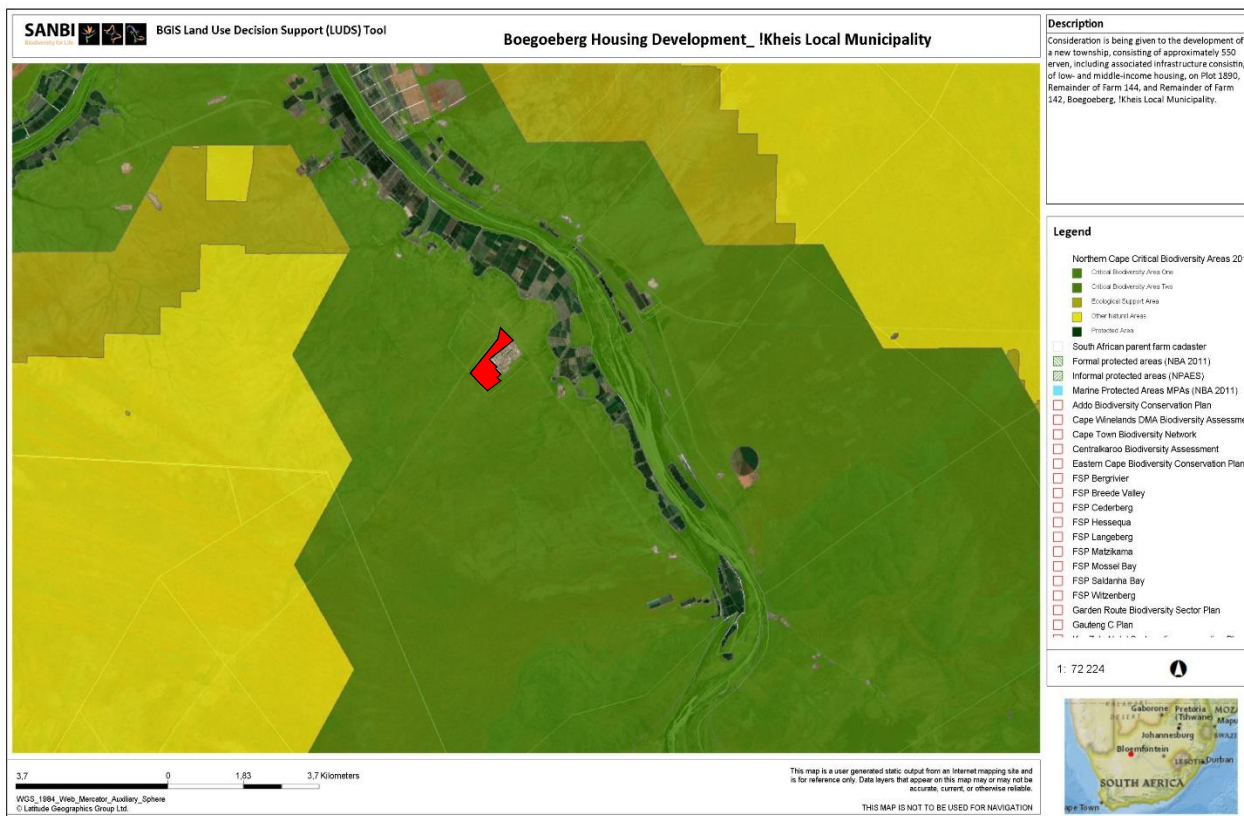 SANBI
Biodiversity for Life
BGIS Land Use Decision Support (LUDS) Tool
Boegoeberg Housing Development_ !Kheis Local Municipality
Description
Consideration is being given to the development of
a new township, consisting of approximately 550
erven, including associated infrastructure consistin
of low- and middle-income housing, on Plot 1890,
Remainder of Farm 144, and Remainder of Farm
142, Boegoeberg, !Kheis Local Municipality.
Legend
Northern Cape Critical Biodiversity Areas 201
Critical Biodiversity Area One
Critical Biodiversity Area Two
Ecological Support Area
Other Natural Areas
Protected Area
South African parent farm cadaster
Formal protected areas (NBA 2011)
Informal protected areas (NPAES)
Marine Protected Areas MPAs (NBA 2011)
Addo Biodiversity Conservation Plan
Cape Winelands DMA Biodiversity Assessme
Cape Town Biodiversity Network
Centralkaroo Biodiversity Assessment
Eastern Cape Biodiversity Conservation Plan
FSP Bergrivier
FSP Breede Valley
FSP Cederberg
FSP Hessequa
FSP Langeberg
FSP Matzikama
FSP Mossel Bay
FSP Saldanha Bay
FSP Witzenberg
Garden Route Biodiversity Sector Plan
Gauteng C Plan
1: 72 224
KALAHARI
DESERT
Gaborone
Pretoria
(Tshwane)
MOZ
Mapu
Johannesburg
SWAZI
Bloemfontein
LESOTHO
Durban
SOUTH AFRICA
ape Town
3,7 0 1,83 3,7 Kilometers
WGS_1984_Web_Mercator_Auxiliary_Sphere
© Latitude Geographics Group Ltd.
This map is a user generated static output from an Internet mapping site and
is for reference only. Data layers that appear on this map may or may not be
accurate, current, or otherwise reliable.
THIS MAP IS NOT TO BE USED FOR NAVIGATION